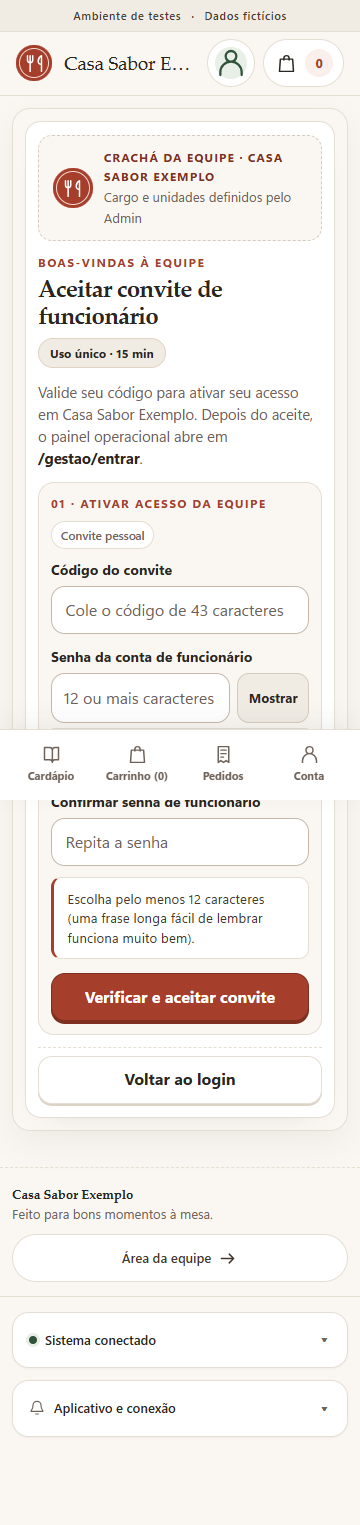 Ambiente de testes · Dados fictícios
Casa Sabor E...
0
CRACHÁ DA EQUIPE · CASA
SABOR EXEMPLO
Cargo e unidades definidos pelo
Admin
BOAS-VINDAS À EQUIPE
Aceitar convite de
funcionário
Uso único · 15 min
Valide seu código para ativar seu acesso
em Casa Sabor Exemplo. Depois do aceite,
o painel operacional abre em
/gestao/entrar.
01 · ATIVAR ACESSO DA EQUIPE
Convite pessoal
Código do convite
Cole o código de 43 caracteres
Senha da conta de funcionário
12 ou mais caracteres
Mostrar
Cardápio
Carrinho (0)
Pedidos
Conta
Confirmar senha de funcionário
Repita a senha
Escolha pelo menos 12 caracteres
(uma frase longa fácil de lembrar
funciona muito bem).
Verificar e aceitar convite
Voltar ao login
Casa Sabor Exemplo
Feito para bons momentos à mesa.
Área da equipe →
Sistema conectado
Aplicativo e conexão